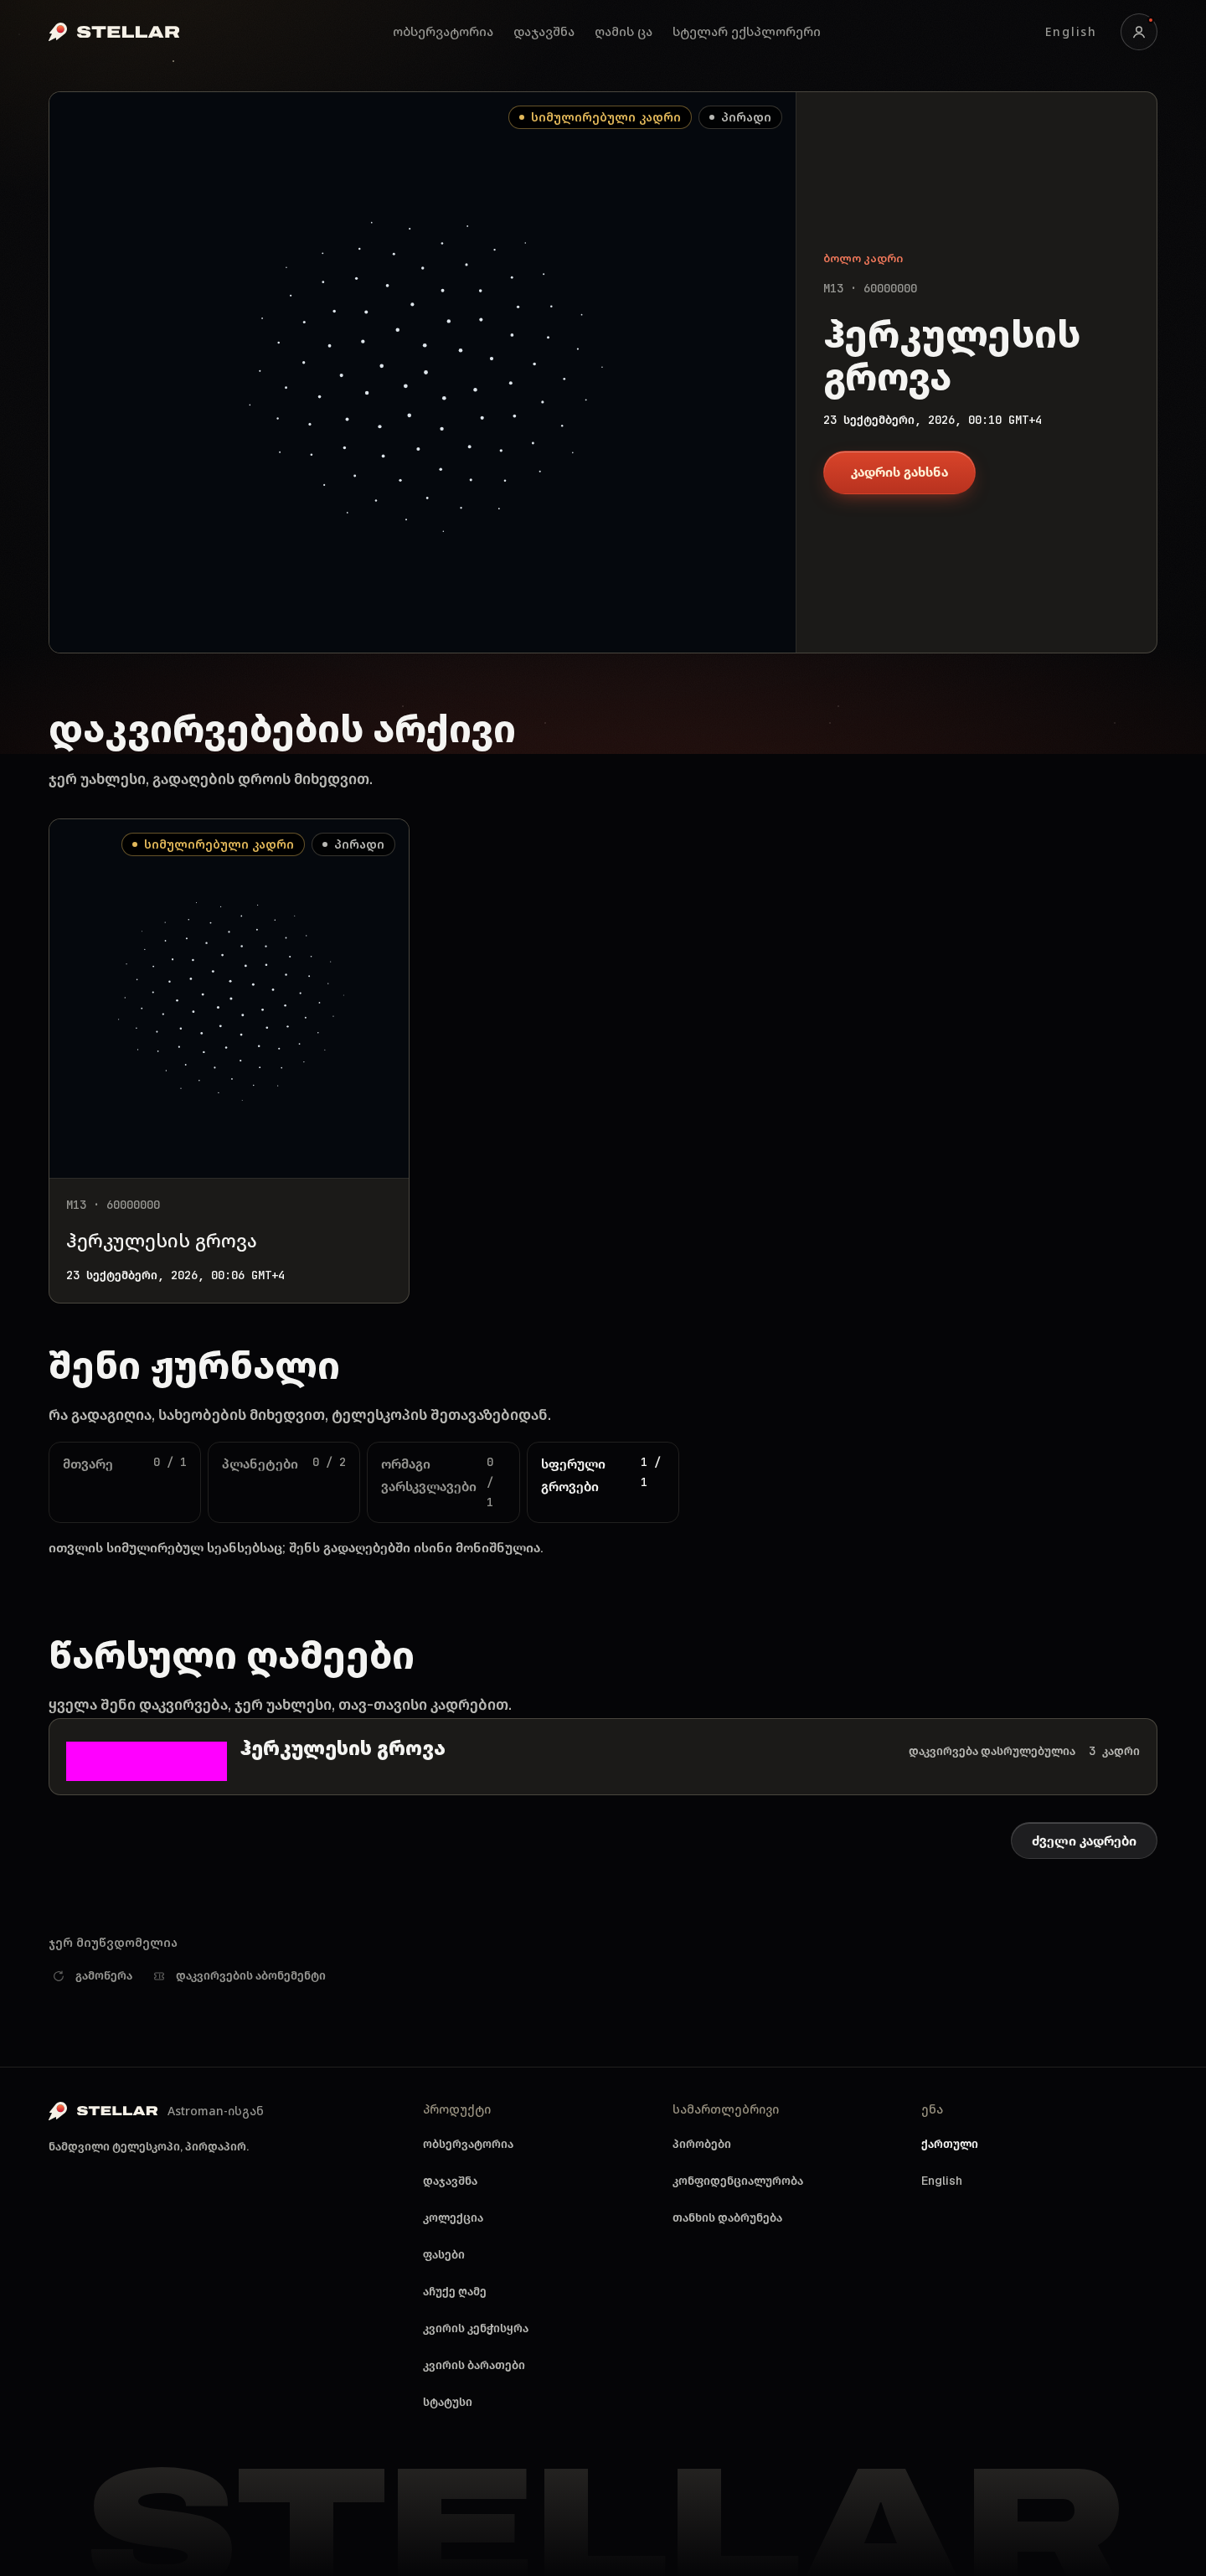 STELLAR
ობსერვატორია დაჯავშნა ღამის ცა სტელარ ექსპლორერი
English
სიმულირებული კადრი
პირადი
ბოლო კადრი
M13 · 60000000
ჰერკულესის
გროვა
23 სექტემბერი, 2026, 00:10 GMT+4
კადრის გახსნა
დაკვირვებების არქივი
ჯერ უახლესი, გადაღების დროის მიხედვით.
სიმულირებული კადრი
პირადი
M13 · 60000000
ჰერკულესის გროვა
23 სექტემბერი, 2026, 00:06 GMT+4
შენი ჟურნალი
რა გადაგიღია, სახეობების მიხედვით, ტელესკოპის შეთავაზებიდან.
მთვარე 0 / 1
პლანეტები 0 / 2
ორმაგი ვარსკვლავები 0 / 1
სფერული გროვები 1 / 1
ითვლის სიმულირებულ სეანსებსაც; შენს გადაღებებში ისინი მონიშნულია.
წარსული ღამეები
ყველა შენი დაკვირვება, ჯერ უახლესი, თავ-თავისი კადრებით.
ჰერკულესის გროვა
დაკვირვება დასრულებულია 3 კადრი
ძველი კადრები
ჯერ მიუწვდომელია
გამოწერა
დაკვირვების აბონემენტი
STELLAR Astroman-ისგან
ნამდვილი ტელესკოპი, პირდაპირ.
პროდუქტი
ობსერვატორია
დაჯავშნა
კოლექცია
ფასები
აჩუქე ღამე
კვირის კენჭისყრა
კვირის ბარათები
სტატუსი
სამართლებრივი
პირობები
კონფიდენციალურობა
თანხის დაბრუნება
ენა
ქართული
English
STELLAR